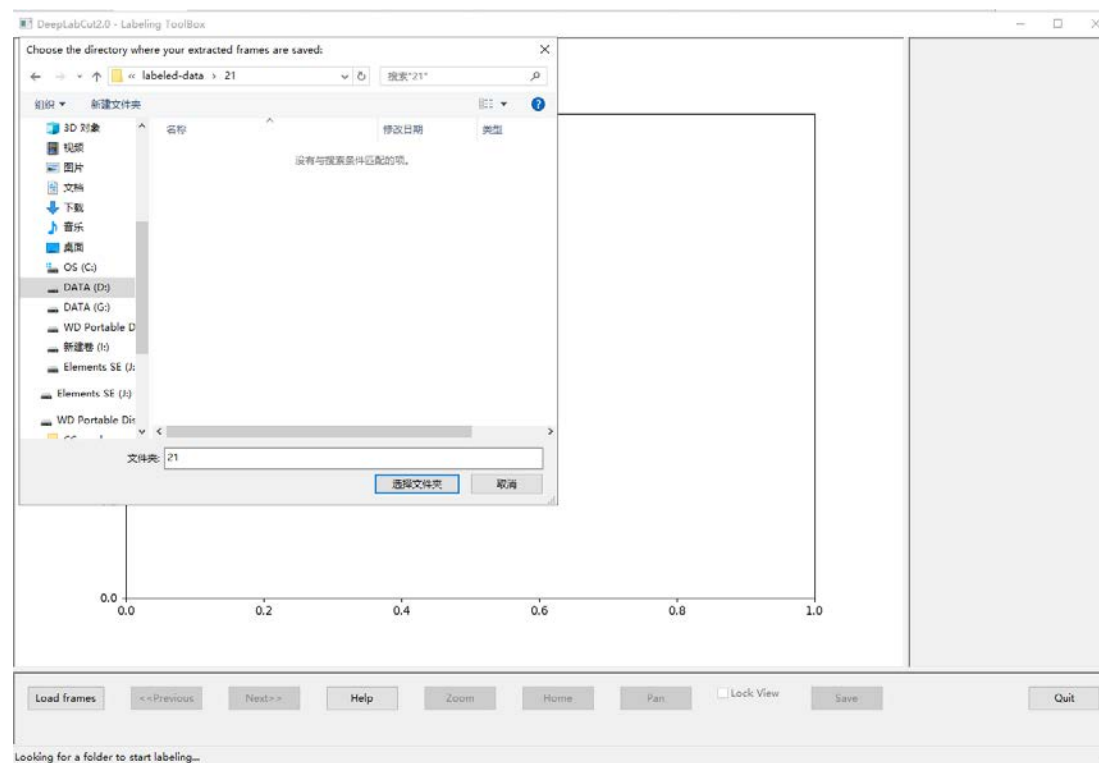 DeepLabCut2.0 - Labeling ToolBox
Choose the directory where your extracted frames are saved:
« labeled-data › 21
搜索"21"
组织 新建文件夹
名称 修改日期 类型
没有与搜索条件匹配的项。
3D 对象
视频
图片
文档
下载
音乐
桌面
OS (C:)
DATA (D:)
DATA (G:)
WD Portable D
新建卷 (I:)
Elements SE (J:
Elements SE (J:)
WD Portable Dis
文件夹: 21
选择文件夹 取消
0.0
0.0 0.2 0.4 0.6 0.8 1.0
Load frames <<Previous Next>> Help Zoom Home Pan Lock View Save Quit
Looking for a folder to start labeling...